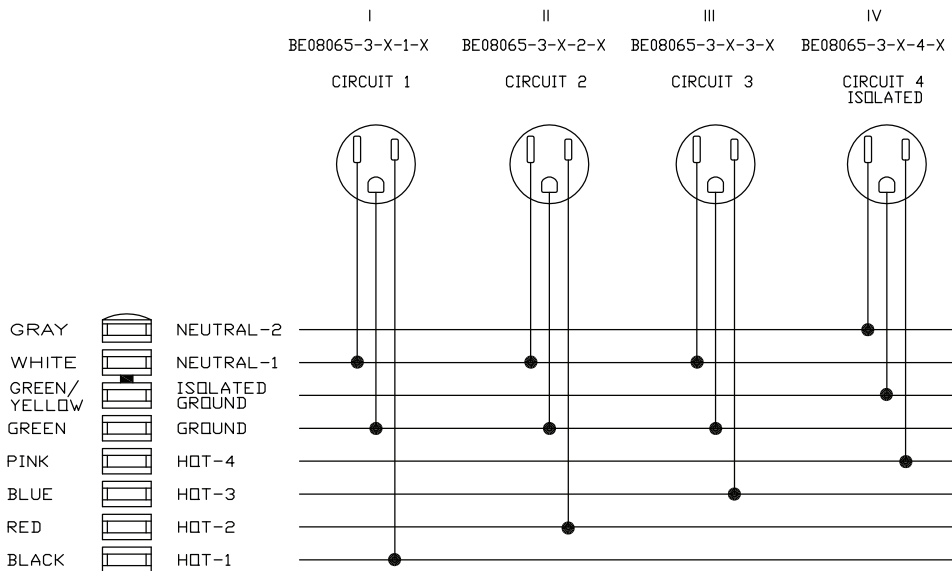 I II III IV
BE08065-3-X-1-X BE08065-3-X-2-X BE08065-3-X-3-X BE08065-3-X-4-X
CIRCUIT 1 CIRCUIT 2 CIRCUIT 3 CIRCUIT 4
ISOLATED
GRAY NEUTRAL-2
WHITE NEUTRAL-1
GREEN/ ISOLATED
YELLOW GROUND
GREEN GROUND
PINK HOT-4
BLUE HOT-3
RED HOT-2
BLACK HOT-1